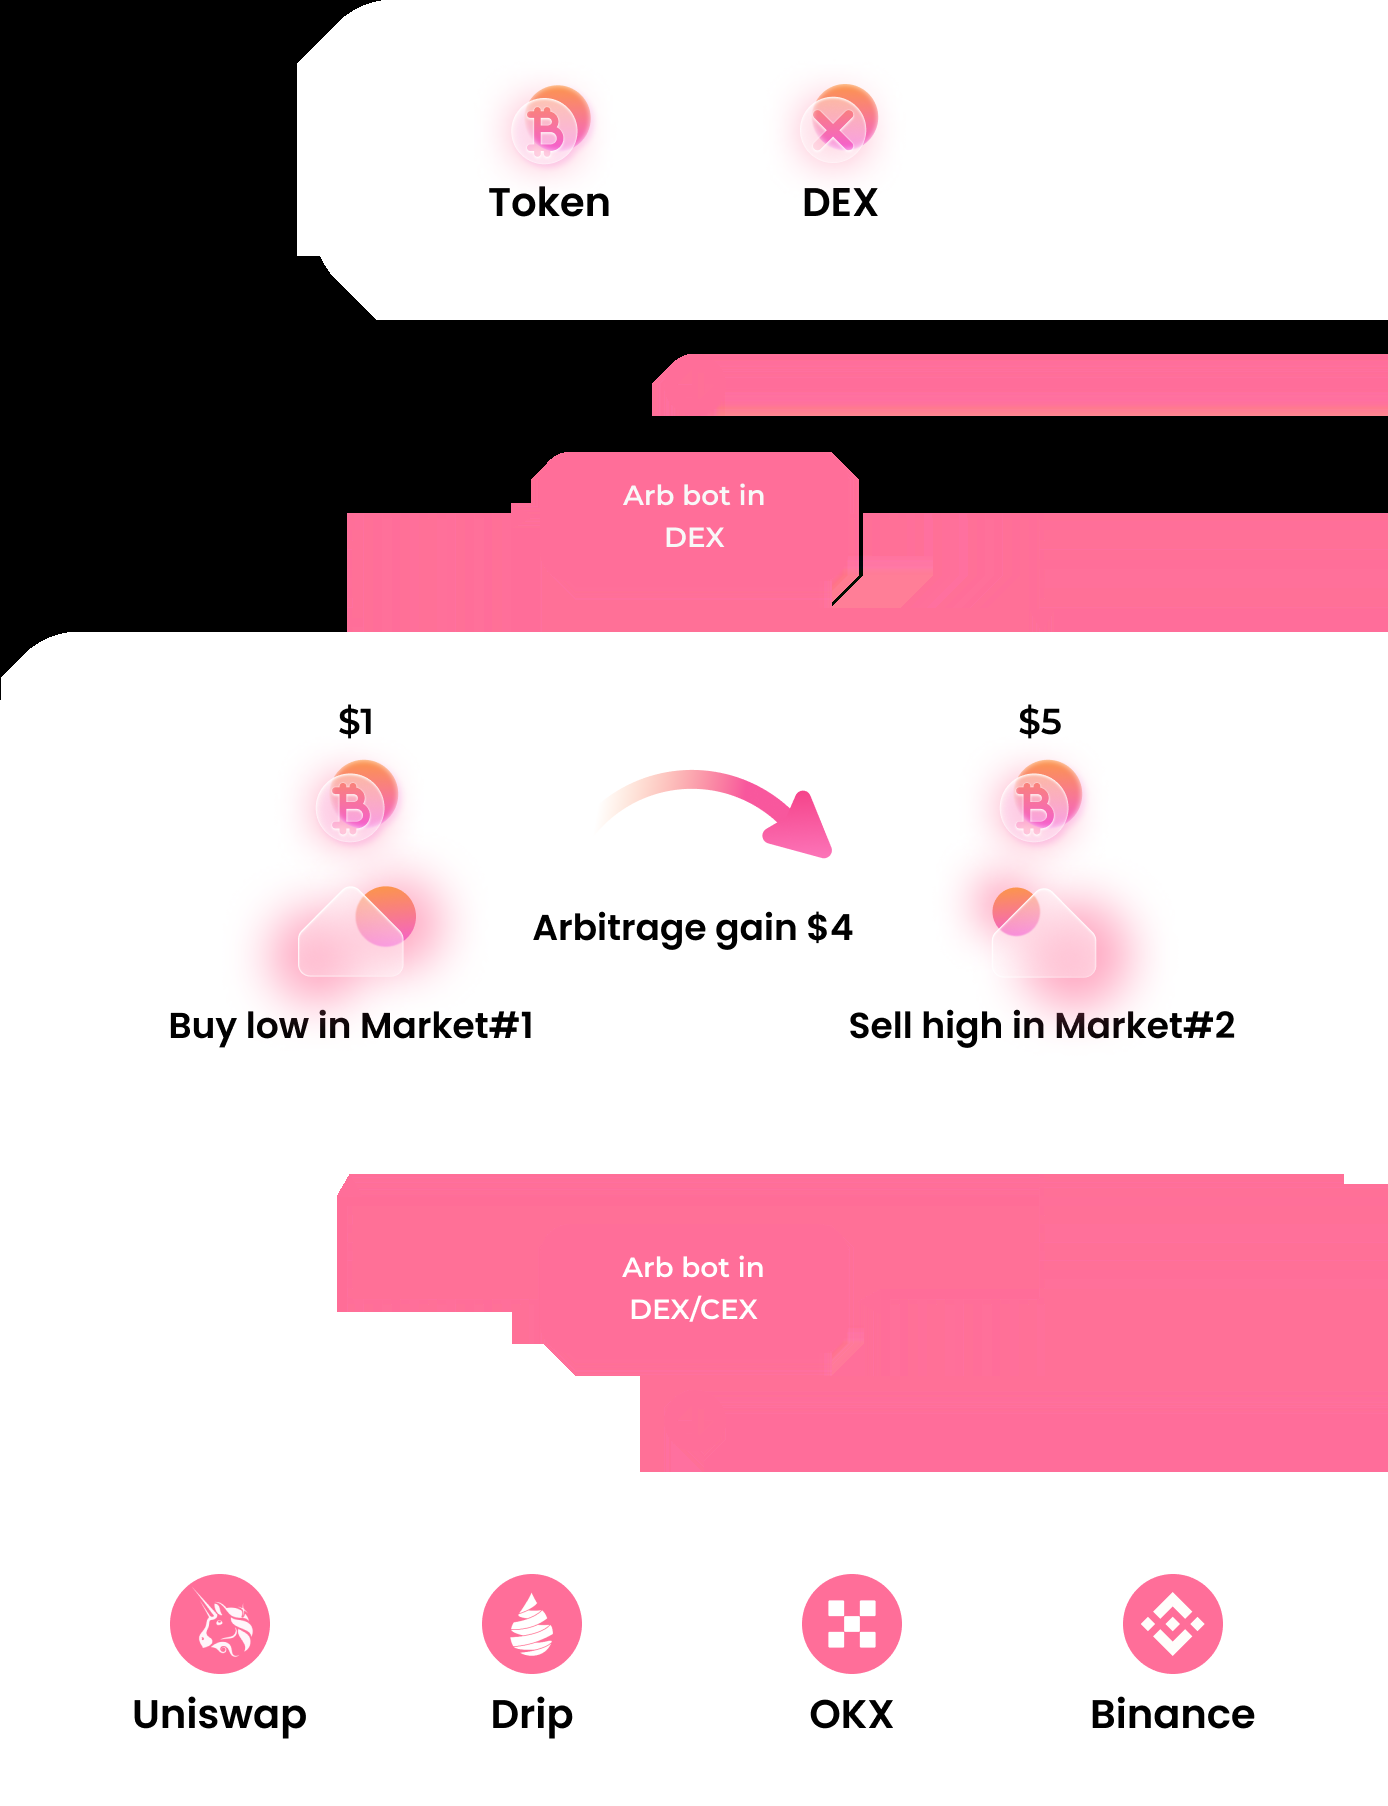 Token
DEX
Arb bot in
DEX
$1
$5
Arbitrage gain $4
Buy low in Market#1
Sell high in Market#2
Arb bot in
DEX/CEX
Uniswap
Drip
OKX
Binance